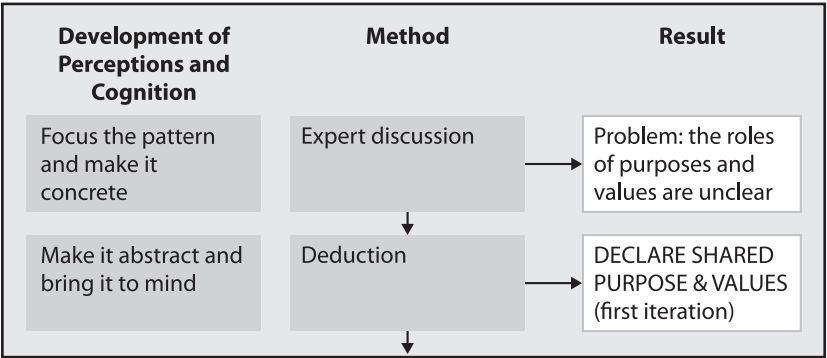 Development of
Perceptions and
Cognition
Method
Result
Focus the pattern
and make it
concrete
Expert discussion
Problem: the roles
of purposes and
values are unclear
Make it abstract and
bring it to mind
Deduction
DECLARE SHARED
PURPOSE & VALUES
(first iteration)